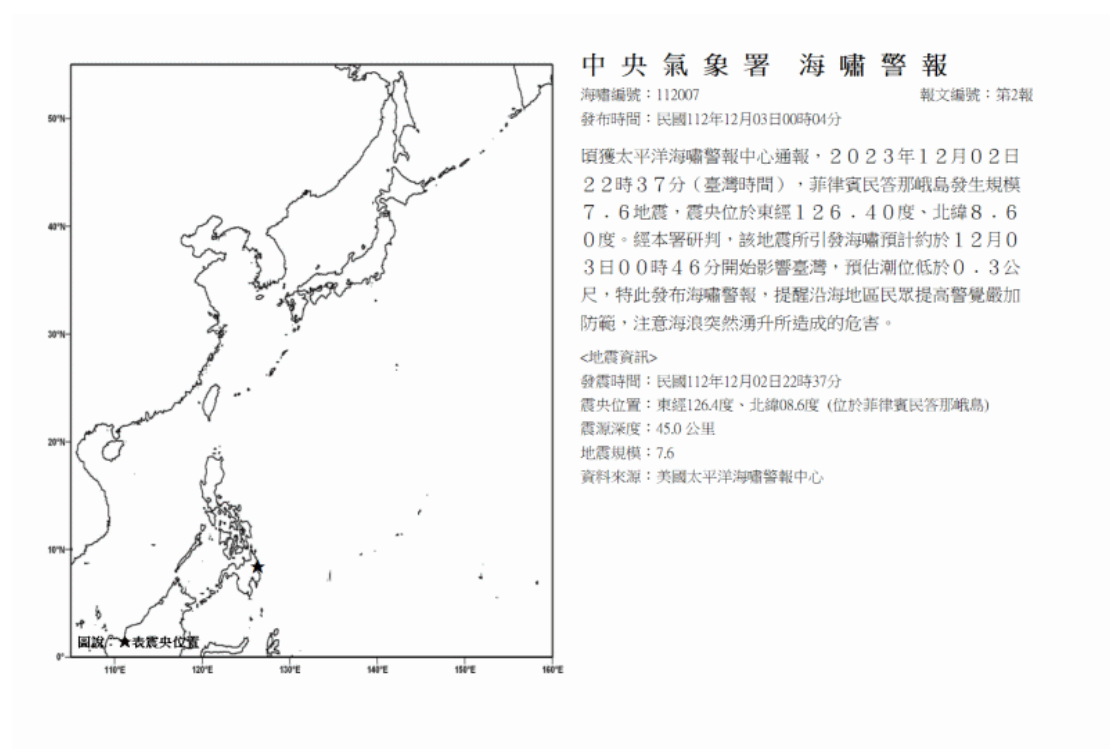 中央氣象署 海嘯警報
海嘯編號：112007 報文編號：第2報
發布時間：民國112年12月03日00時04分
頃獲太平洋海嘯警報中心通報，２０２３年１２月０２日
２２時３７分（臺灣時間），菲律賓民答那峨島發生規模
７．６地震，震央位於東經１２６．４０度、北緯８．６
０度。經本署研判，該地震所引發海嘯預計約於１２月０
３日００時４６分開始影響臺灣，預估潮位低於０．３公
尺，特此發布海嘯警報，提醒沿海地區民眾提高警覺嚴加
防範，注意海浪突然湧升所造成的危害。
<地震資訊>
發震時間：民國112年12月02日22時37分
震央位置：東經126.4度、北緯08.6度 (位於菲律賓民答那峨島)
震源深度：45.0 公里
地震規模：7.6
資料來源：美國太平洋海嘯警報中心
50°N
40°N
30°N
20°N
10°N
0°
圖說：★表震央位置
110°E 120°E 130°E 140°E 150°E 160°E